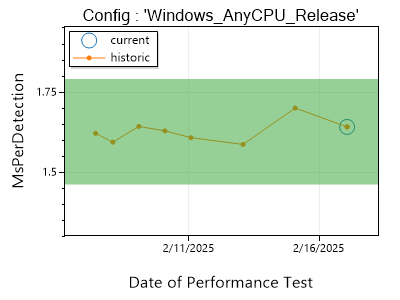 Config : 'Windows_AnyCPU_Release'
current
historic
MsPerDetection
1.75
1.5
2/11/2025
2/16/2025
Date of Performance Test